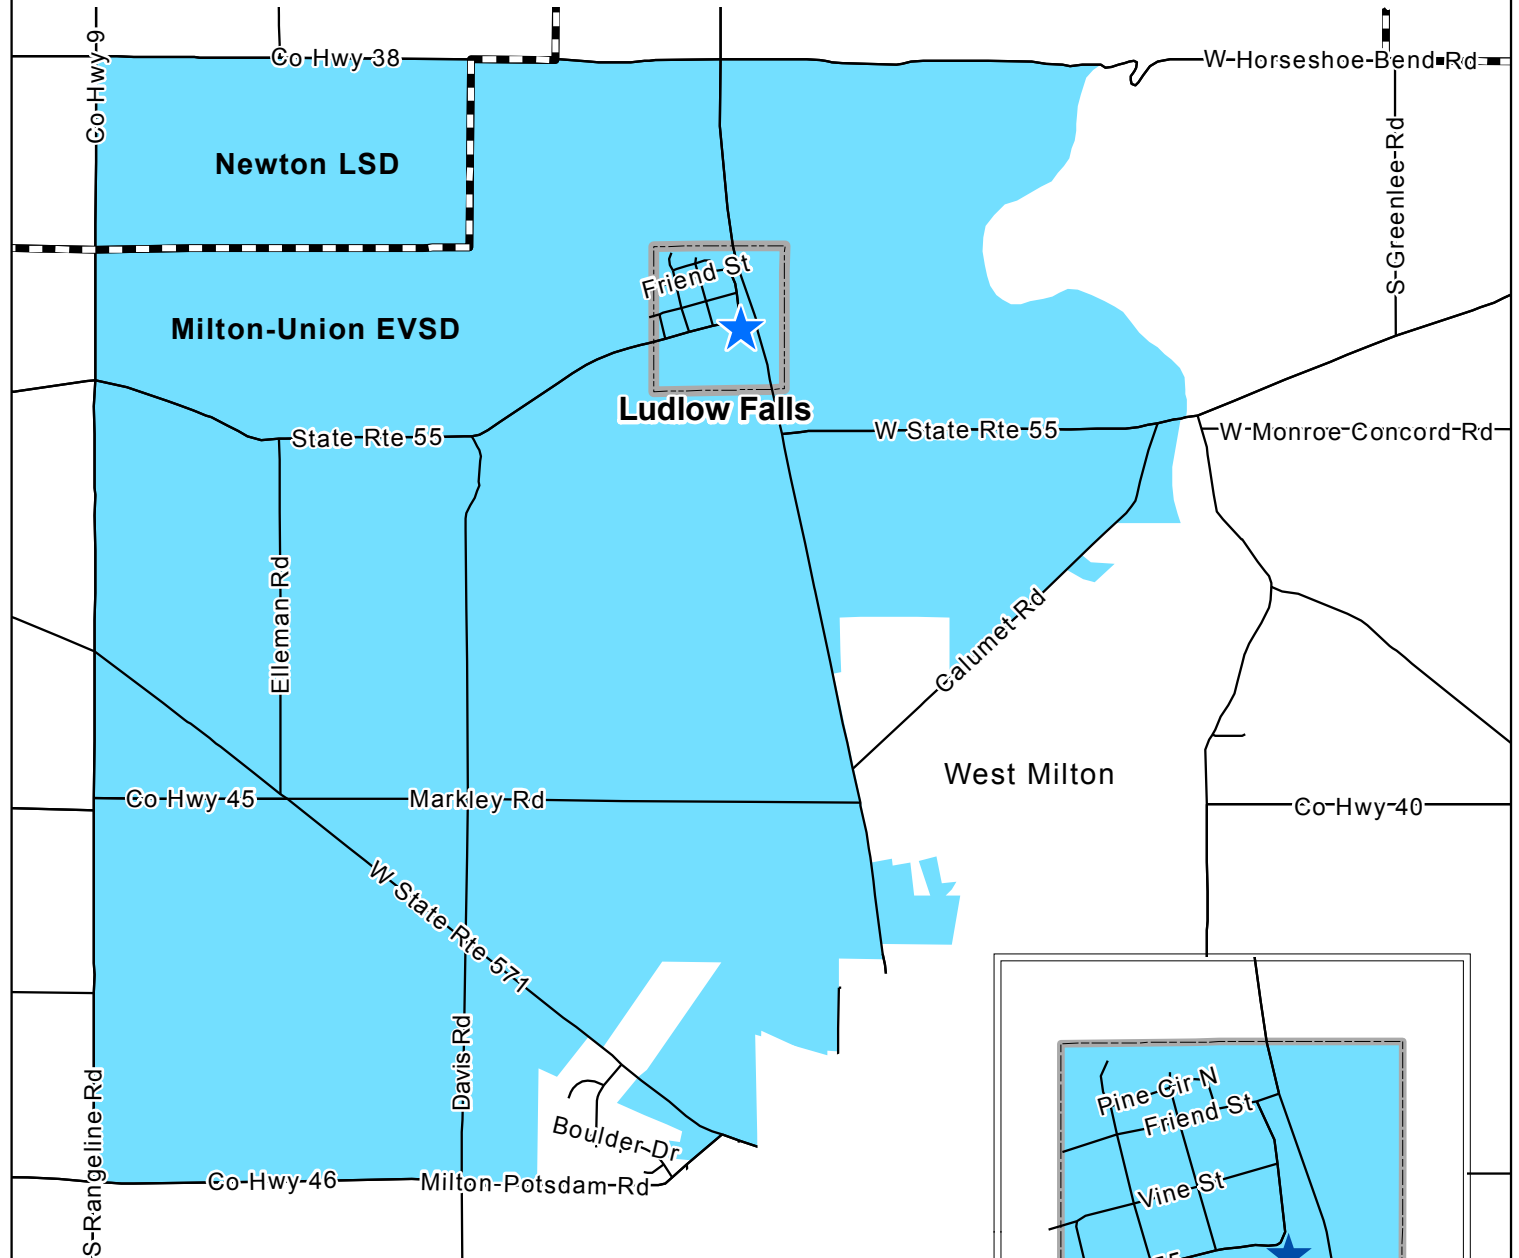 Co Hwy 9
Co Hwy 38
W Horseshoe Bend Rd
Newton LSD
S Greenlee Rd
Friend St
Milton-Union EVSD
Ludlow Falls
State Rte 55
W State Rte 55
W Monroe Concord Rd
Elleman Rd
Calumet Rd
West Milton
Co Hwy 45
Markley Rd
Co Hwy 40
W State Rte 571
Davis Rd
S Rangeline Rd
Boulder Dr
Pine Cir N
Friend St
Co Hwy 46
Milton-Potsdam Rd
Vine St